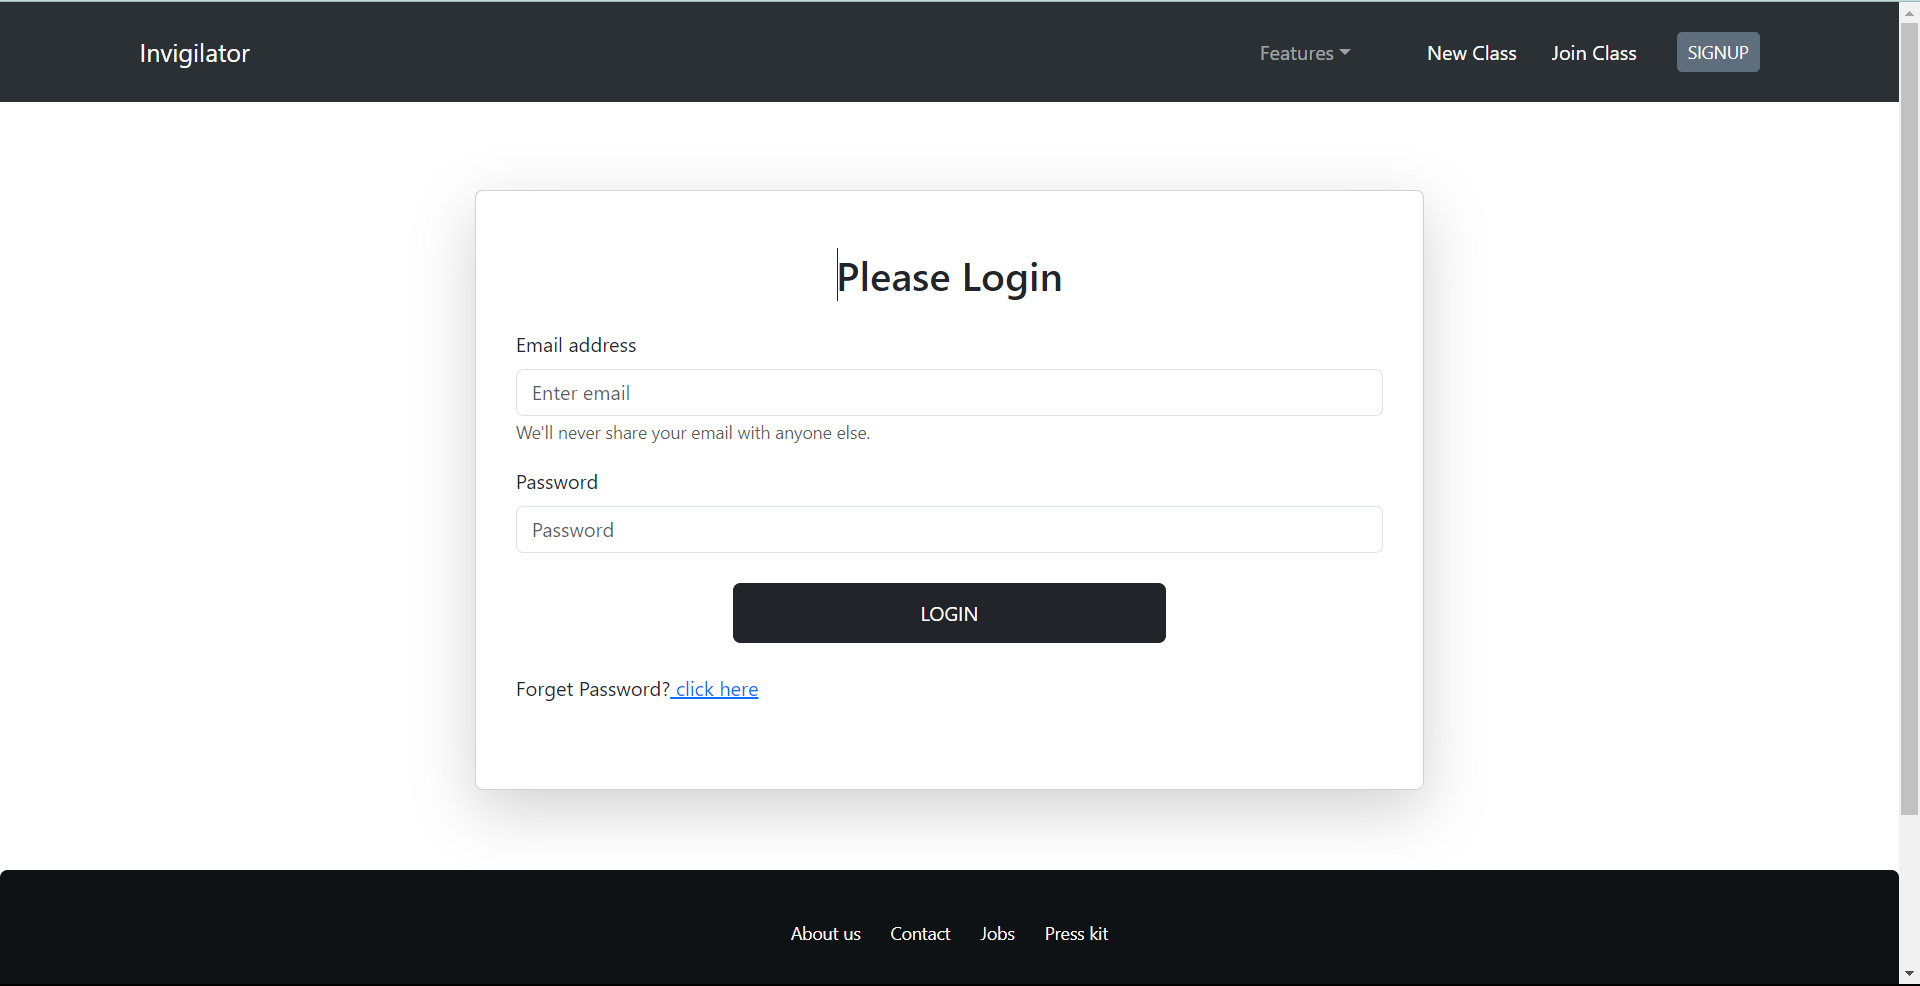 Invigilator Features New Class Join Class SIGNUP
Please Login
Email address
Enter email
We'll never share your email with anyone else.
Password
Password
LOGIN
Forget Password? click here
About us Contact Jobs Press kit